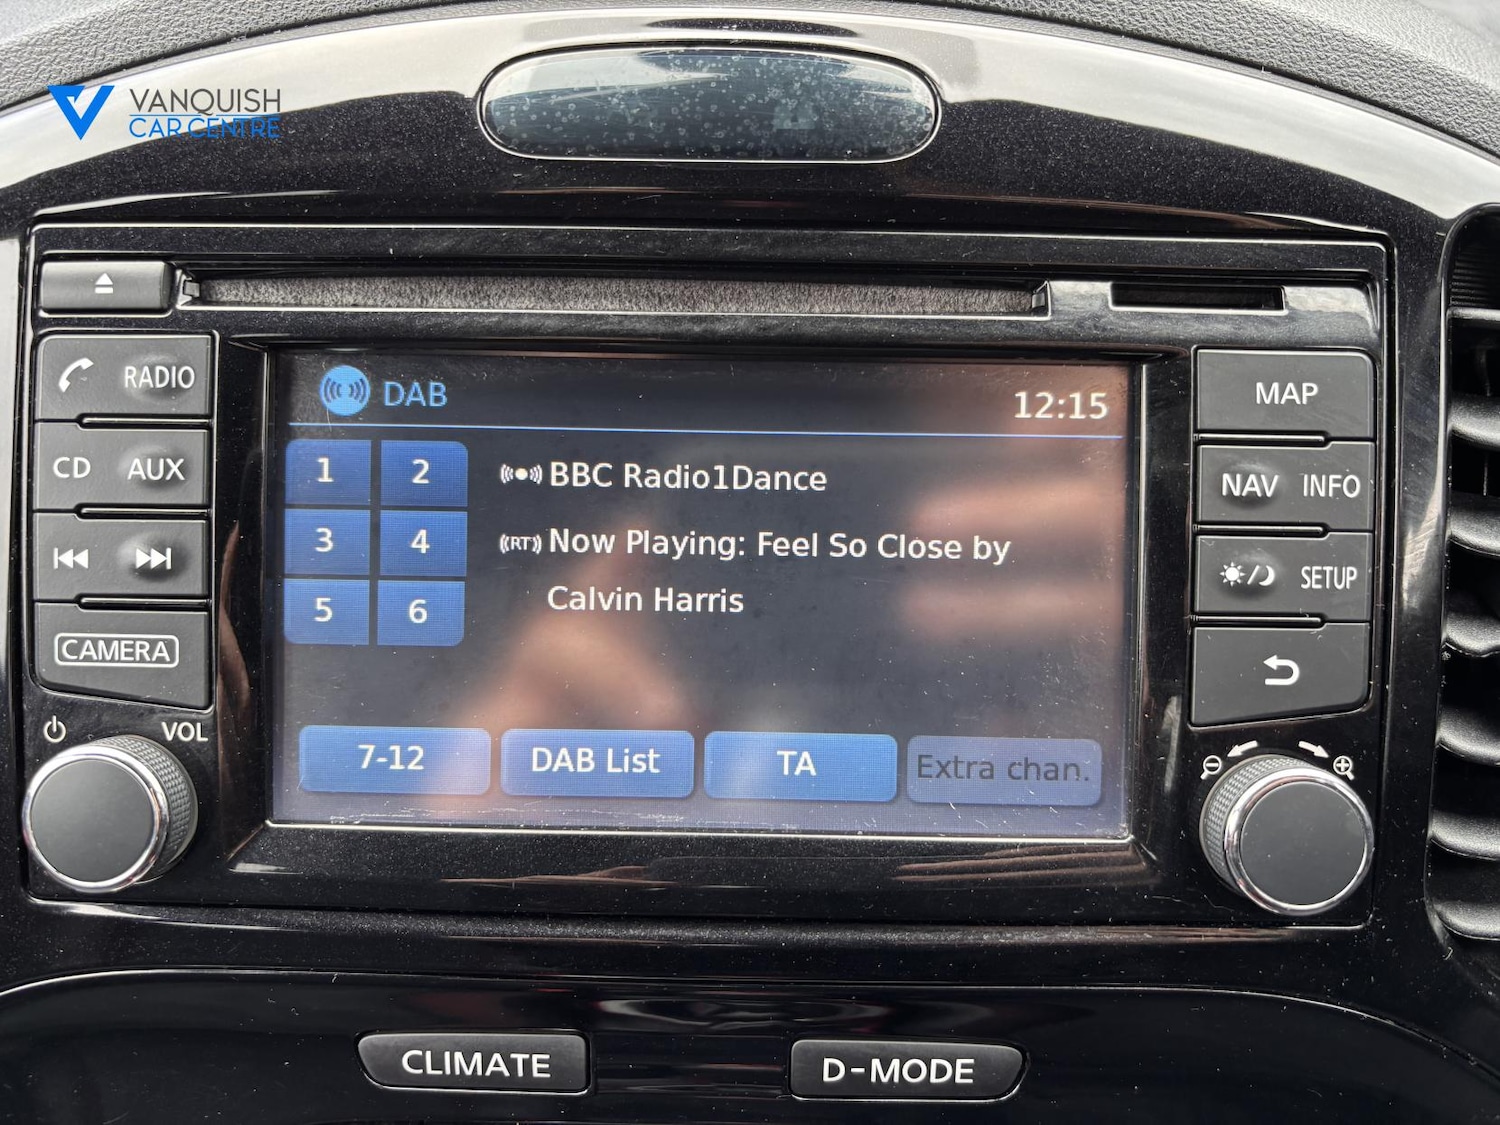 VANQUISH
CAR CENTRE
RADIO
CD AUX
CAMERA
VOL
DAB
12:15
1 2
3 4
5 6
BBC Radio1Dance
RT Now Playing: Feel So Close by
Calvin Harris
7-12 DAB List TA Extra chan.
MAP
NAV INFO
SETUP
CLIMATE
D-MODE